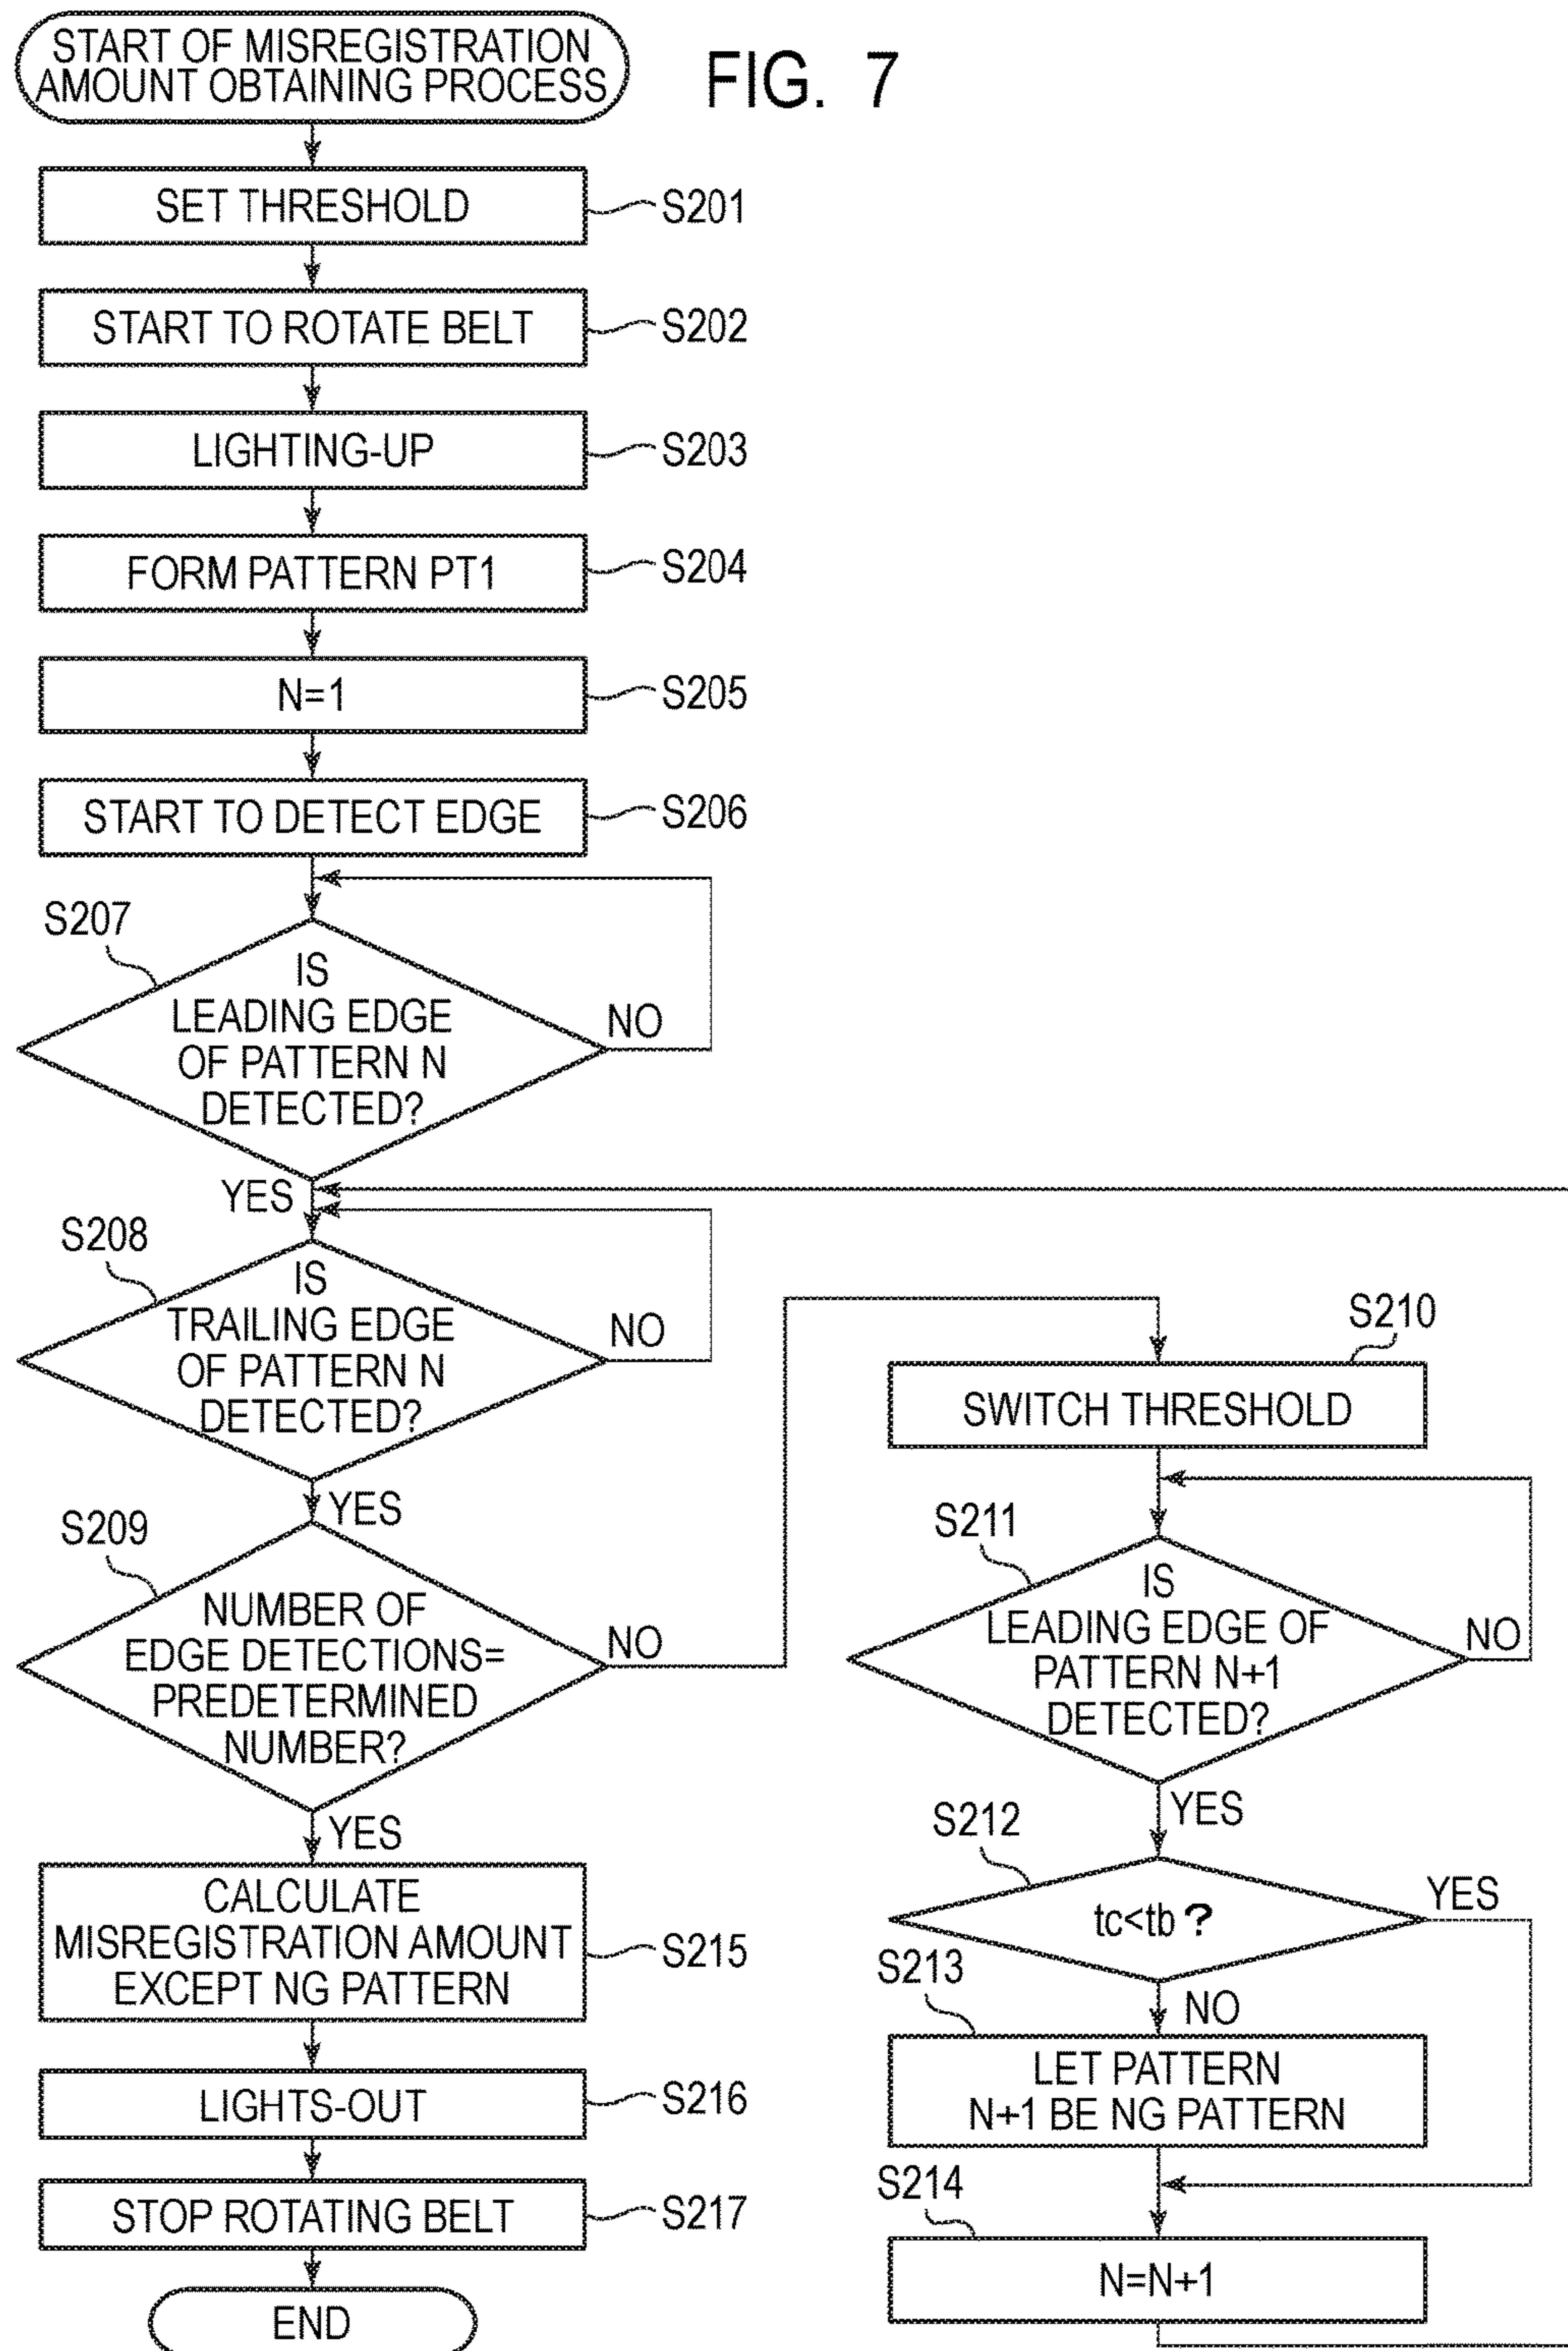 START OF MISREGISTRATION
AMOUNT OBTAINING PROCESS
FIG. 7
SET THRESHOLD
S201
START TO ROTATE BELT
S202
LIGHTING-UP
S203
FORM PATTERN PT1
S204
N=1
S205
START TO DETECT EDGE
S206
S207
IS
LEADING EDGE
OF PATTERN N
DETECTED?
NO
YES
S208
IS
TRAILING EDGE
OF PATTERN N
DETECTED?
NO
YES
S209
NUMBER OF
EDGE DETECTIONS=
PREDETERMINED
NUMBER?
NO
YES
S210
SWITCH THRESHOLD
S211
IS
LEADING EDGE OF
PATTERN N+1
DETECTED?
NO
YES
S212
tc<tb ?
YES
NO
S213
LET PATTERN
N+1 BE NG PATTERN
S214
N=N+1
CALCULATE
MISREGISTRATION AMOUNT
EXCEPT NG PATTERN
S215
LIGHTS-OUT
S216
STOP ROTATING BELT
S217
END